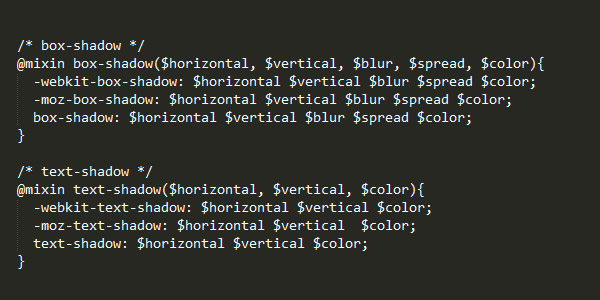 /* box-shadow */
@mixin box-shadow($horizontal, $vertical, $blur, $spread, $color){
  -webkit-box-shadow: $horizontal $vertical $blur $spread $color;
  -moz-box-shadow: $horizontal $vertical $blur $spread $color;
  box-shadow: $horizontal $vertical $blur $spread $color;
}
/* text-shadow */
@mixin text-shadow($horizontal, $vertical, $color){
  -webkit-text-shadow: $horizontal $vertical $color;
  -moz-text-shadow: $horizontal $vertical  $color;
  text-shadow: $horizontal $vertical $color;
}